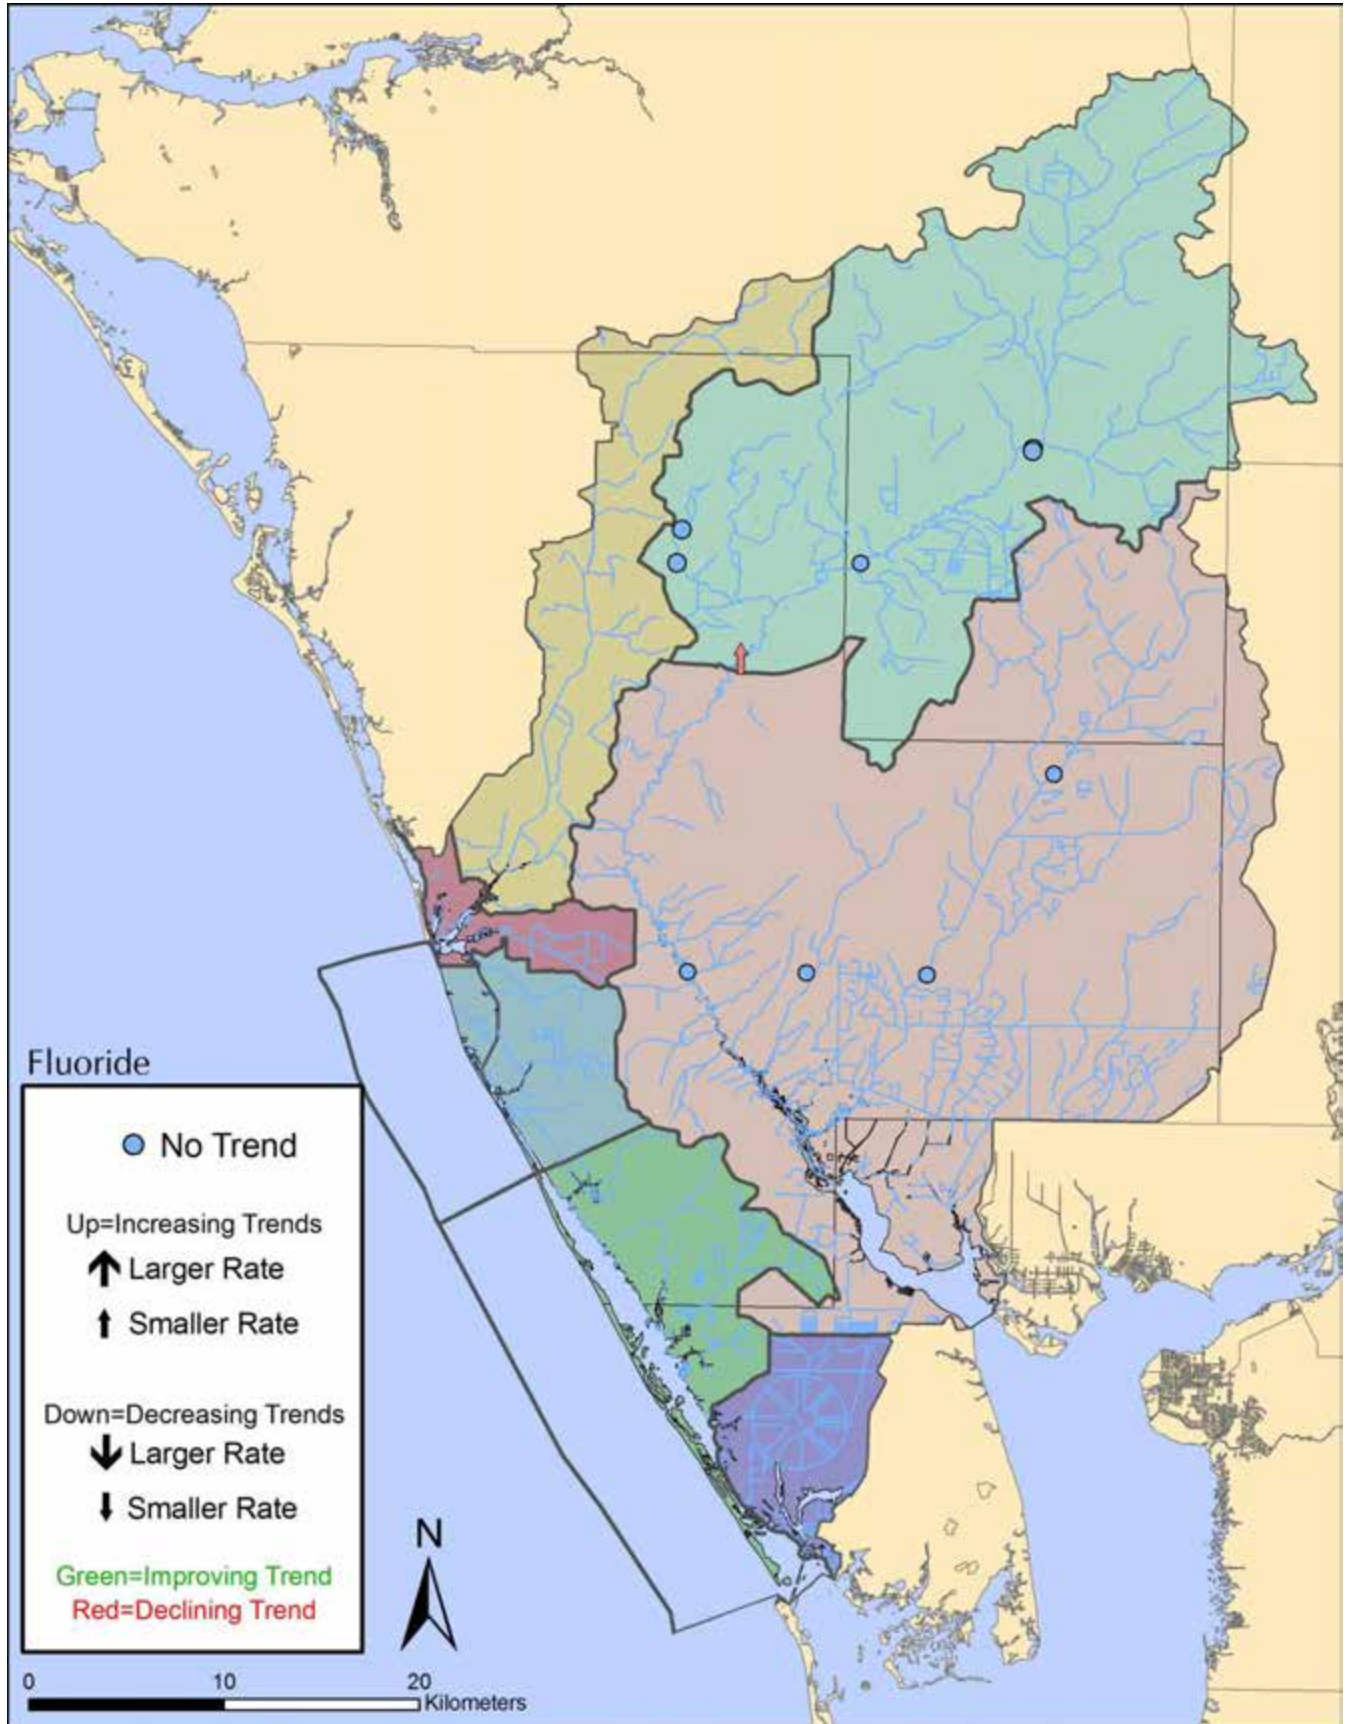 Fluoride
No Trend
Up=Increasing Trends
Larger Rate
Smaller Rate
Down=Decreasing Trends
Larger Rate
Smaller Rate
Green=Improving Trend
Red=Declining Trend
N
0 10 20
Kilometers